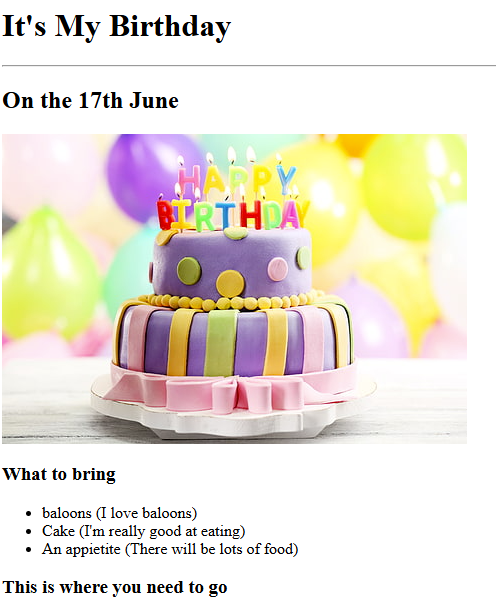 It's My Birthday
On the 17th June
HAPPY
BIRTHDAY
What to bring
baloons (I love baloons)
Cake (I'm really good at eating)
An appietite (There will be lots of food)
This is where you need to go